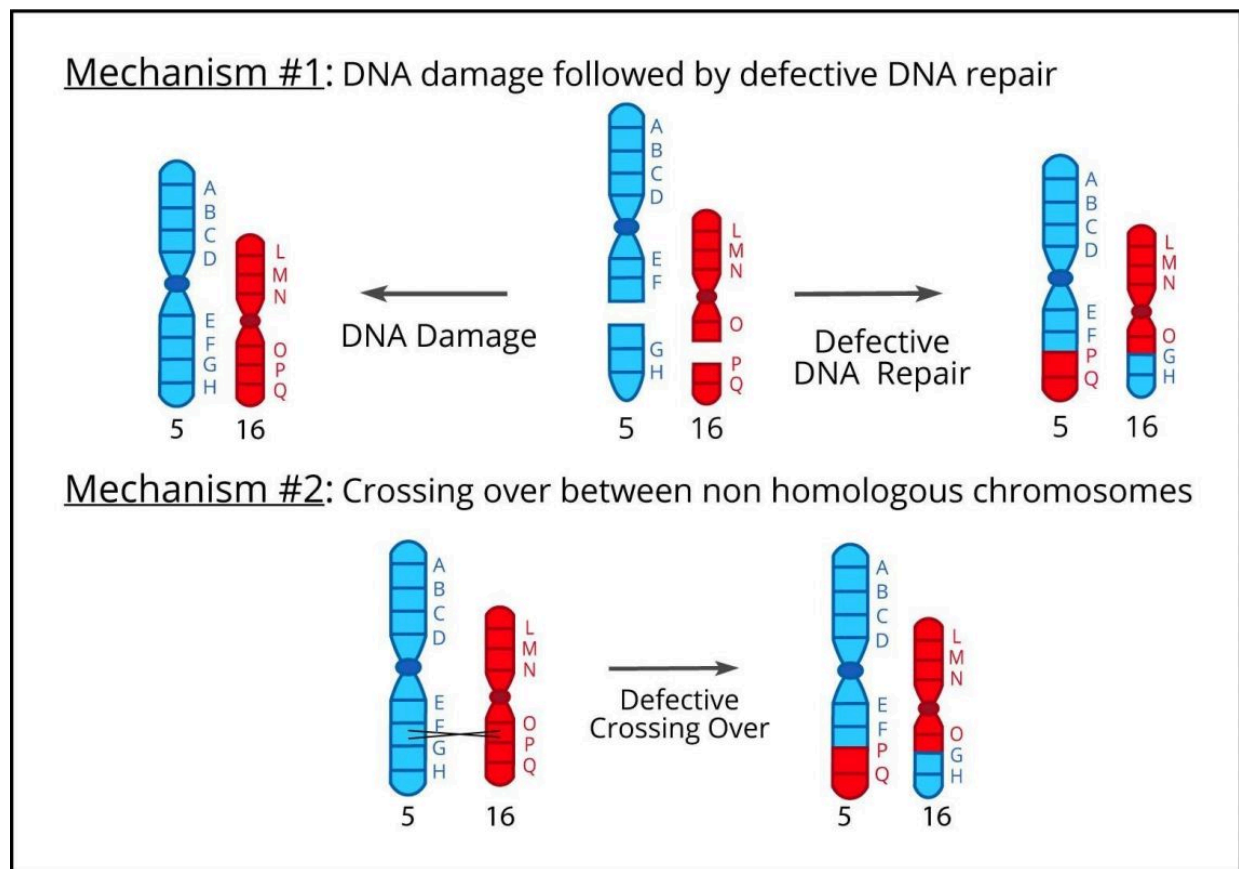 Mechanism #1: DNA damage followed by defective DNA repair
A
B
C
D
E
F
G
H
5
L
M
N
O
P
Q
16
DNA Damage
A
B
C
D
E
F
G
H
5
L
M
N
O
P
Q
16
Defective
DNA Repair
A
B
C
D
E
F
P
Q
5
L
M
N
O
G
H
16
Mechanism #2: Crossing over between non homologous chromosomes
A
B
C
D
E
F
G
H
5
L
M
N
O
P
Q
16
Defective
Crossing Over
A
B
C
D
E
F
P
Q
5
L
M
N
O
G
H
16